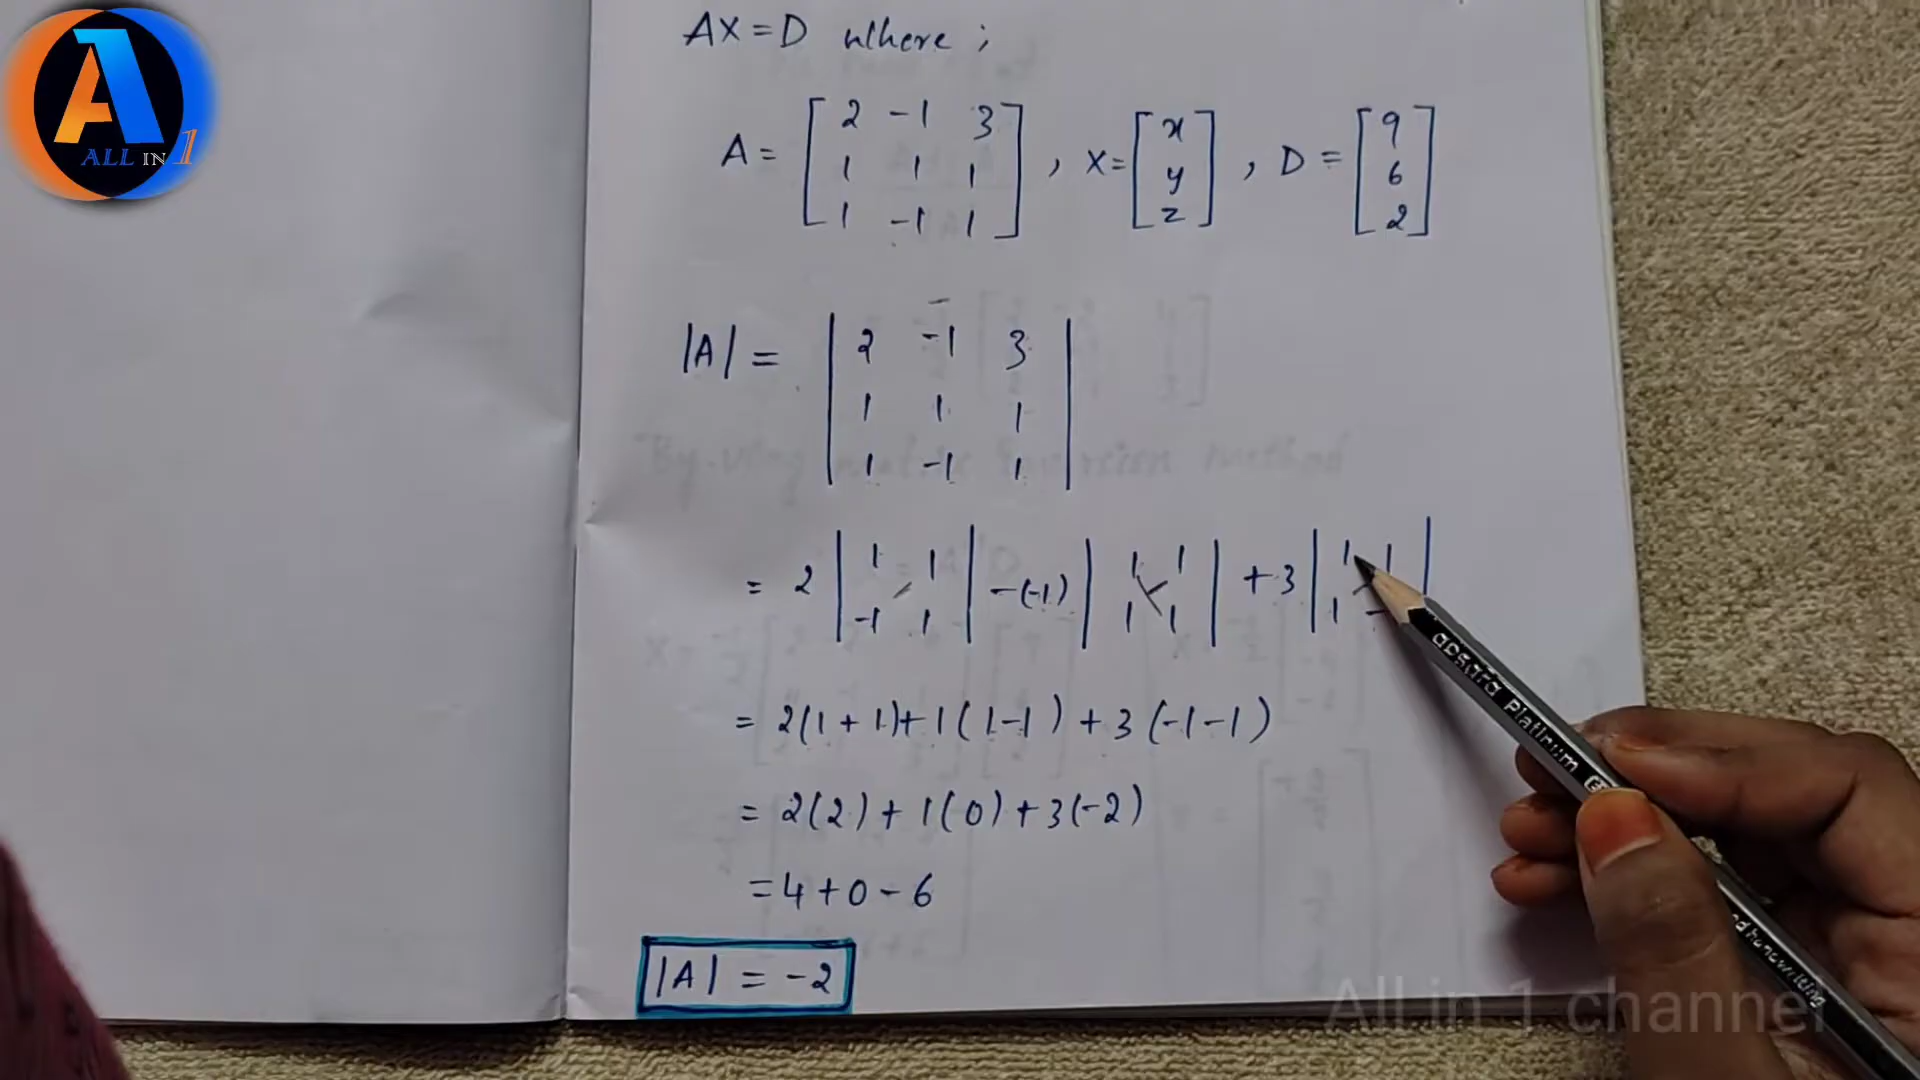 A
ALL IN 1
AX = D where ;
A = [ 2 -1 3 ] , X = [ x ] , D = [ 9 ]
[ 1 1 1 ] [ y ] [ 6 ]
[ 1 -1 1 ] [ z ] [ 2 ]
|A| = | 2 -1 3 |
| 1 1 1 |
| 1 -1 1 |
= 2 | 1 1 | -(-1) | 1 1 | +3 | 1 1 |
| -1 1 | | 1 1 | | 1 - |
= 2(1 + 1) + 1(1-1) + 3(-1-1)
= 2(2) + 1(0) + 3(-2)
= 4 + 0 - 6
|A| = -2
apsara Platinum
handwriting
All in 1 channel